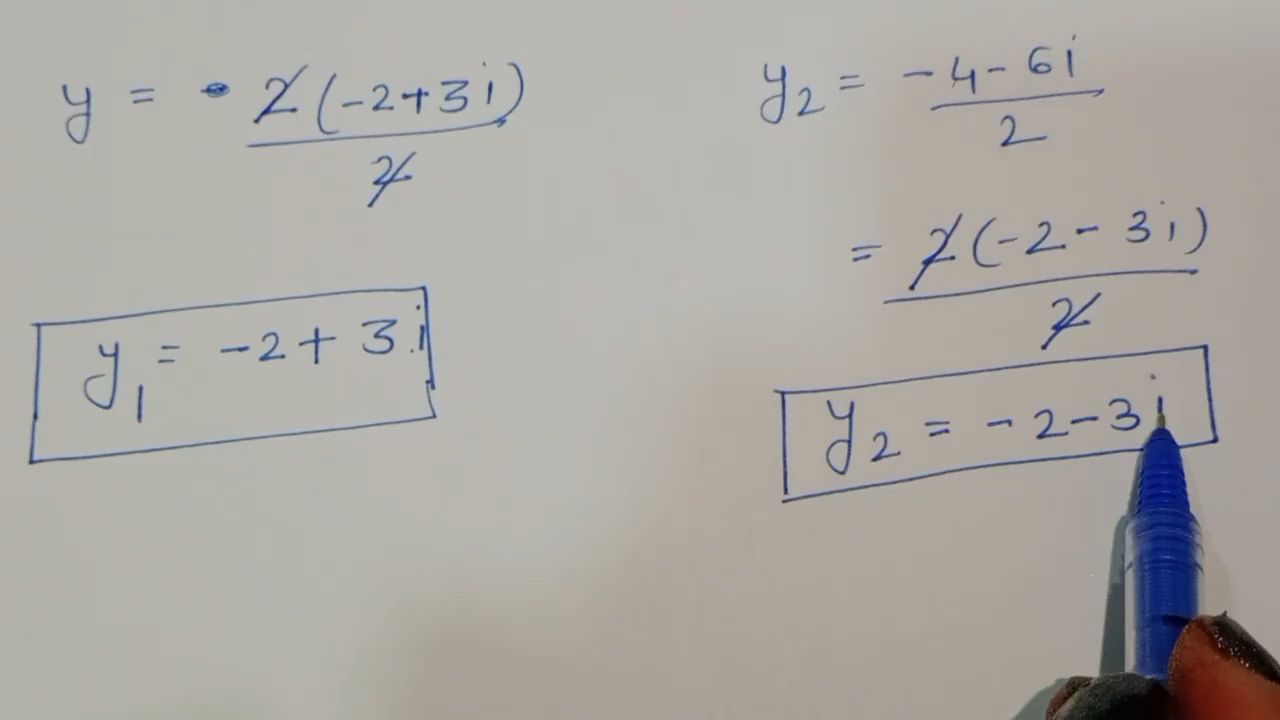 y = 2(-2+3i)/2
y₁ = -2+3i
y₂ = -4-6i/2
= 2(-2-3i)/2
y₂ = -2-3i